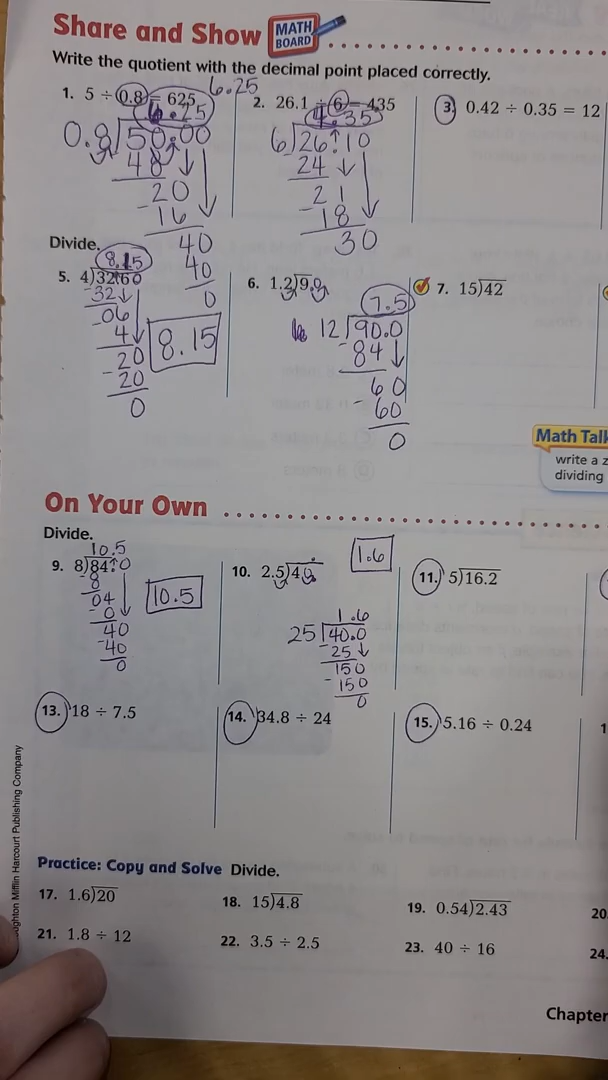 Share and Show MATH BOARD
Write the quotient with the decimal point placed correctly.
6.25
1. 5 ÷ 0.8 = 625
6.25
0.8)50.00
48
20
- 16
40
40
0
2. 26.1 ÷ 6 = 435
4.35
6)26.10
24
21
- 18
30
3. 0.42 ÷ 0.35 = 12
Divide.
8.15
5. 4)32.60
- 32
06
- 4
20
- 20
0
8.15
6. 1.2)9.0
7.5
12)90.0
- 84
60
- 60
0
7. 15)42
Math Talk
write a z
dividing
On Your Own
Divide.
10.5
9. 8)84.0
- 8
04
- 0
40
- 40
0
10.5
10. 2.5)4.0
1.6
1.6
25)40.0
- 25
150
- 150
0
11. 5)16.2
13. 18 ÷ 7.5
14. 34.8 ÷ 24
15. 5.16 ÷ 0.24
1
Practice: Copy and Solve Divide.
17. 1.6)20
18. 15)4.8
19. 0.54)2.43
20.
21. 1.8 ÷ 12
22. 3.5 ÷ 2.5
23. 40 ÷ 16
24.
Chapter
ughton Mifflin Harcourt Publishing Company